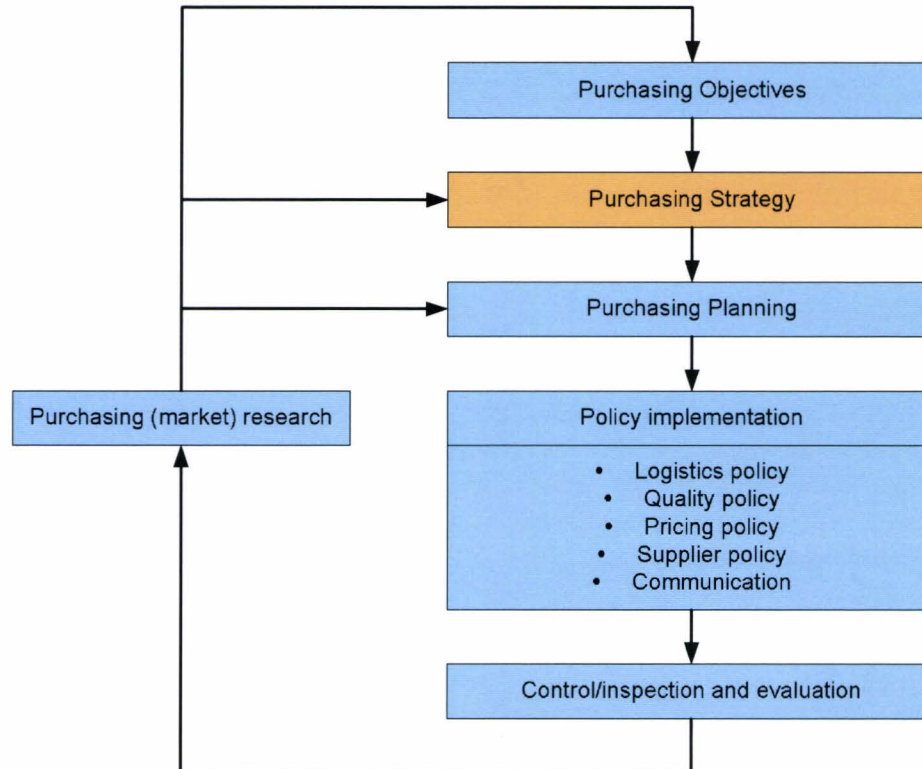 Purchasing Objectives
Purchasing Strategy
Purchasing Planning
Purchasing (market) research
Policy implementation
• Logistics policy
• Quality policy
• Pricing policy
• Supplier policy
• Communication
Control/inspection and evaluation